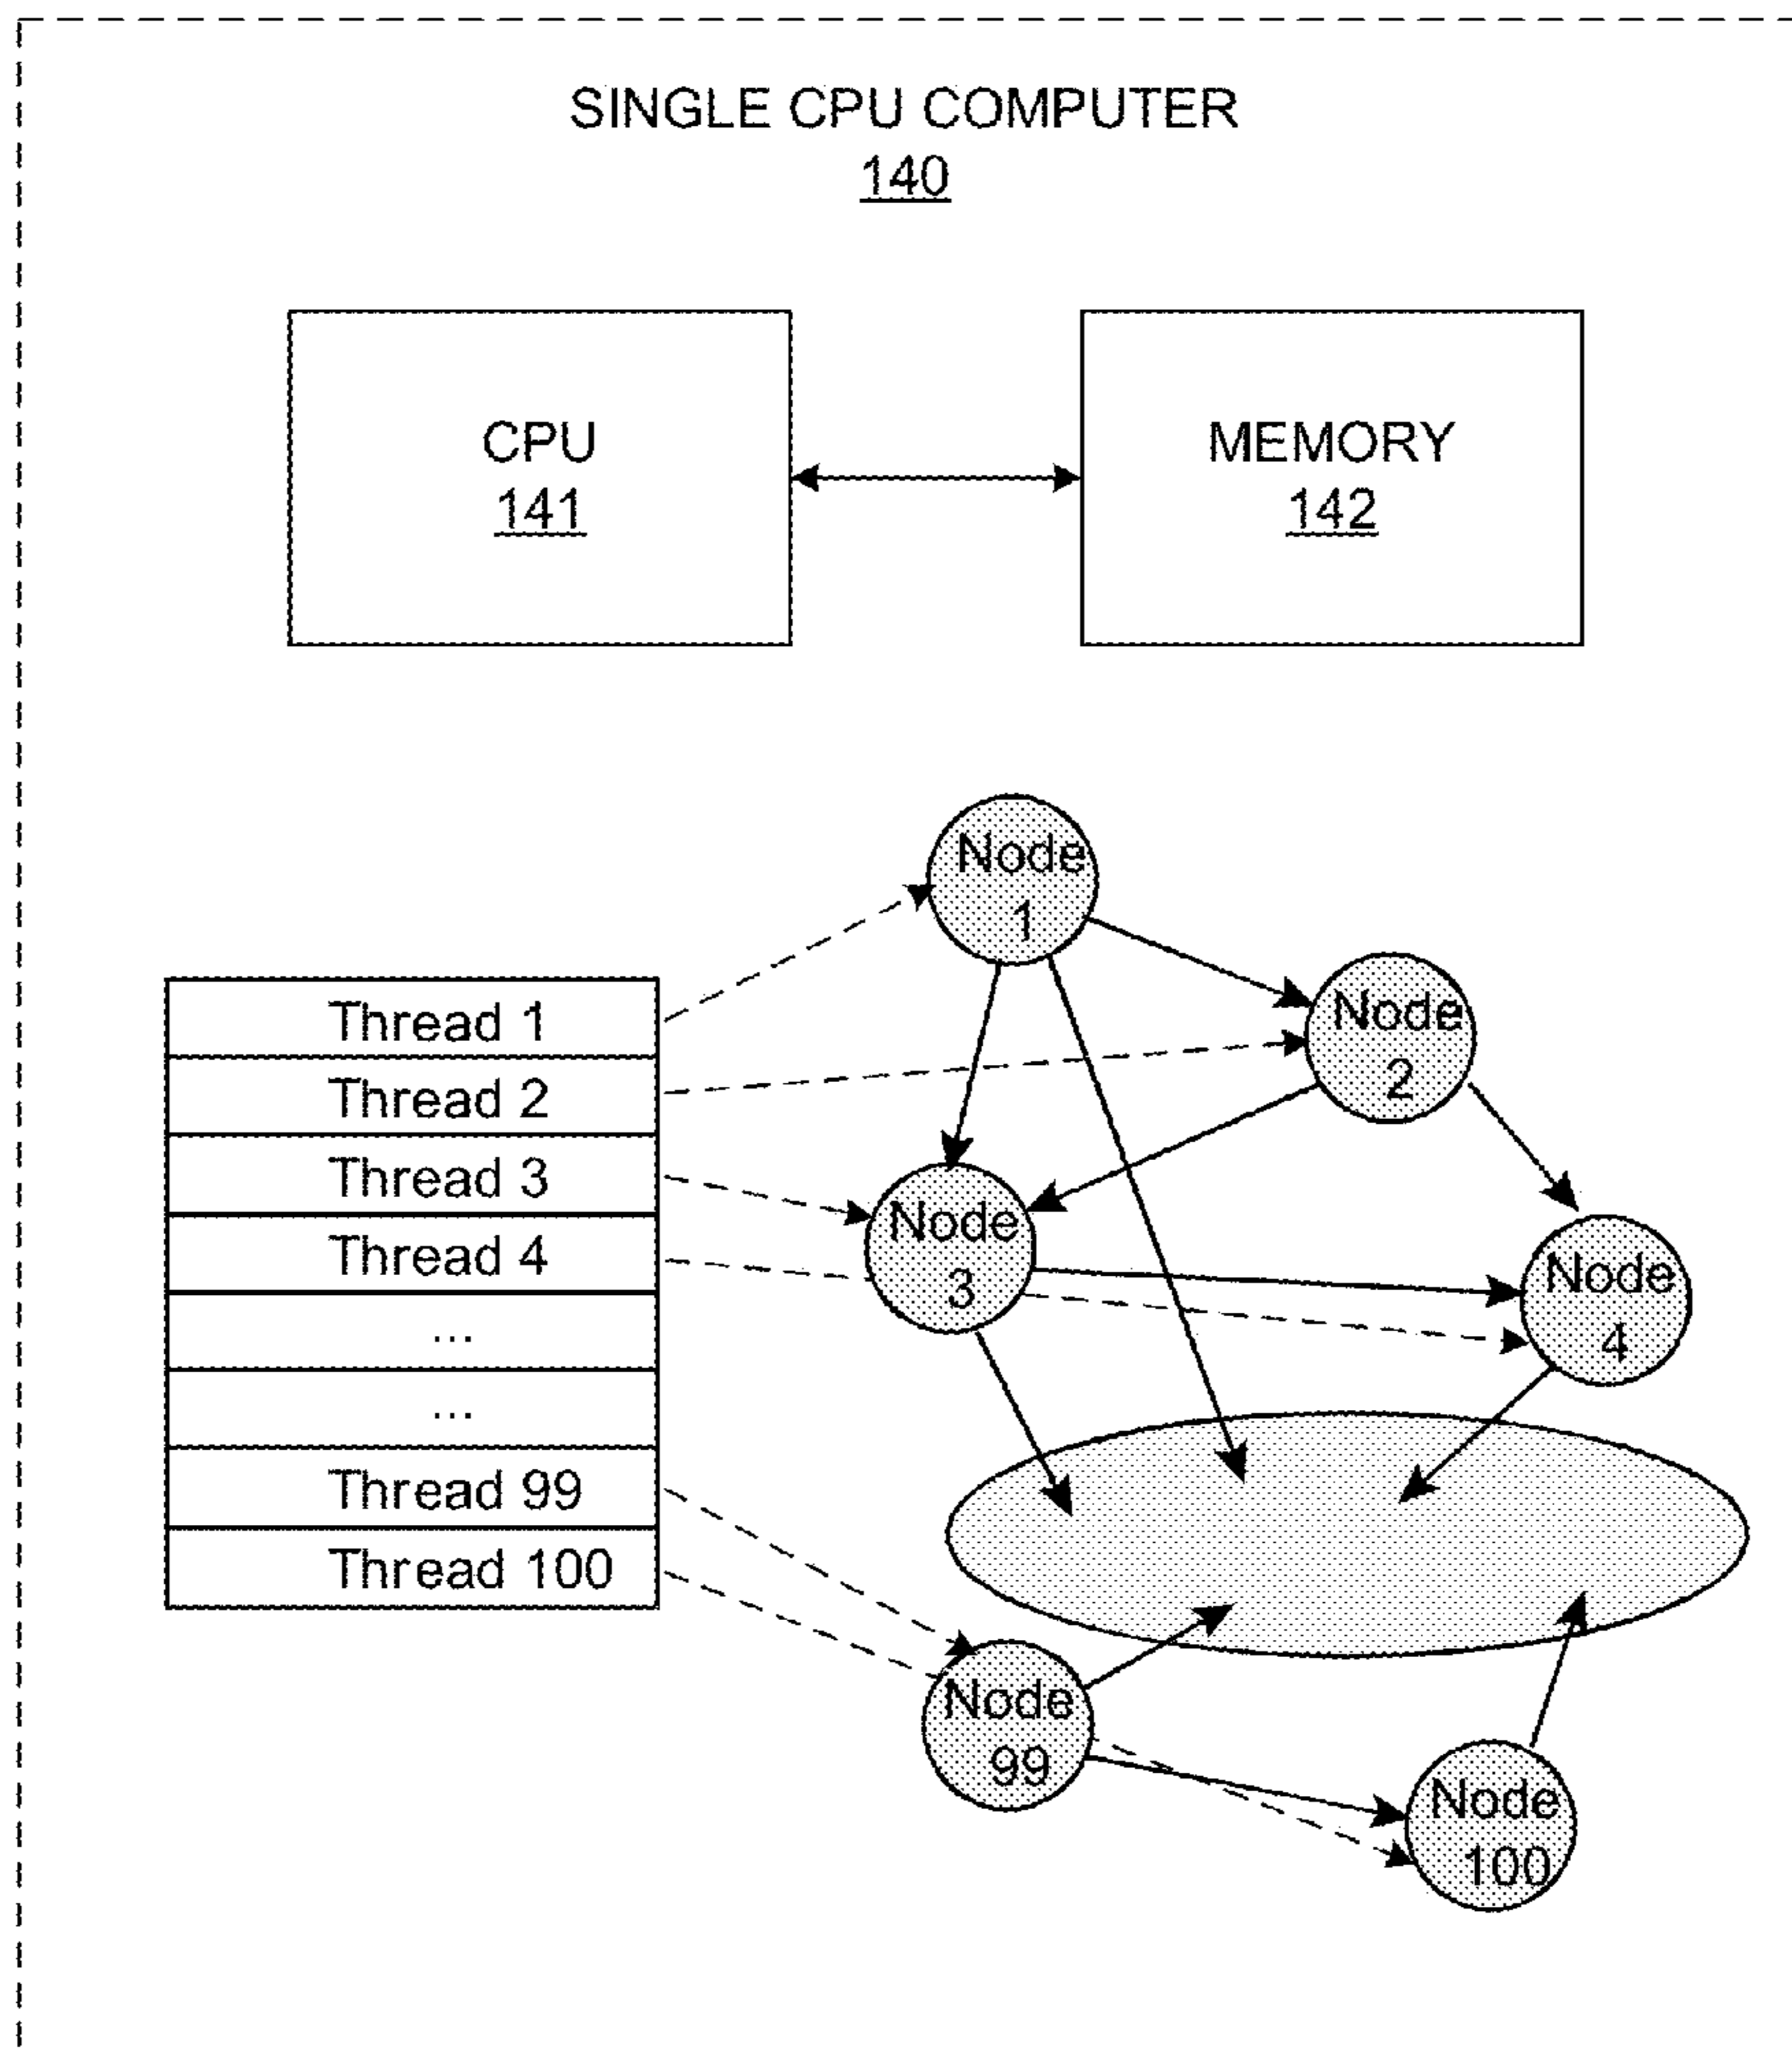 SINGLE CPU COMPUTER
140
CPU
141
MEMORY
142
Node
1
Node
2
Thread 1
Thread 2
Thread 3
Thread 4
...
...
Thread 99
Thread 100
Node
3
Node
4
Node
99
Node
100